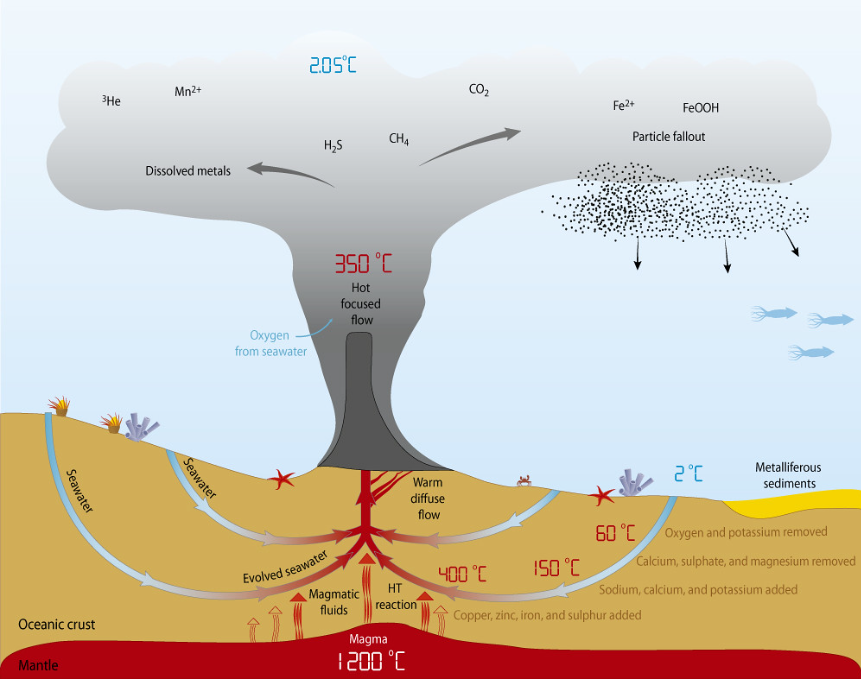 2.05°C
³He
Mn²⁺
CO₂
Fe²⁺
FeOOH
H₂S
CH₄
Particle fallout
Dissolved metals
350 °C
Hot
focused
flow
Oxygen
from seawater
Seawater
Seawater
Warm
diffuse
flow
2 °C
Metalliferous
sediments
60 °C
Oxygen and potassium removed
150 °C
Calcium, sulphate, and magnesium removed
400 °C
Sodium, calcium, and potassium added
Evolved seawater
Magmatic
fluids
HT
reaction
Copper, zinc, iron, and sulphur added
Oceanic crust
Magma
1200 °C
Mantle